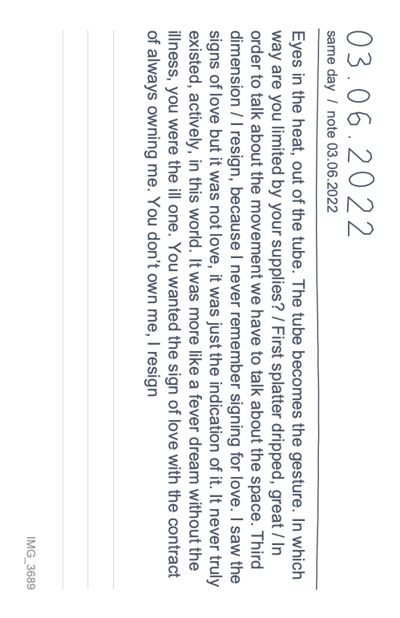 03.06.2022
same day / note 03.06.2022
Eyes in the heat, out of the tube. The tube becomes the gesture. In which
way are you limited by your supplies? / First splatter dripped, great / In
order to talk about the movement we have to talk about the space. Third
dimension / I resign, because I never remember signing for love. I saw the
signs of love but it was not love, it was just the indication of it. It never truly
existed, actively, in this world. It was more like a fever dream without the
illness, you were the ill one. You wanted the sign of love with the contract
of always owning me. You don't own me, I resign
IMG_3689